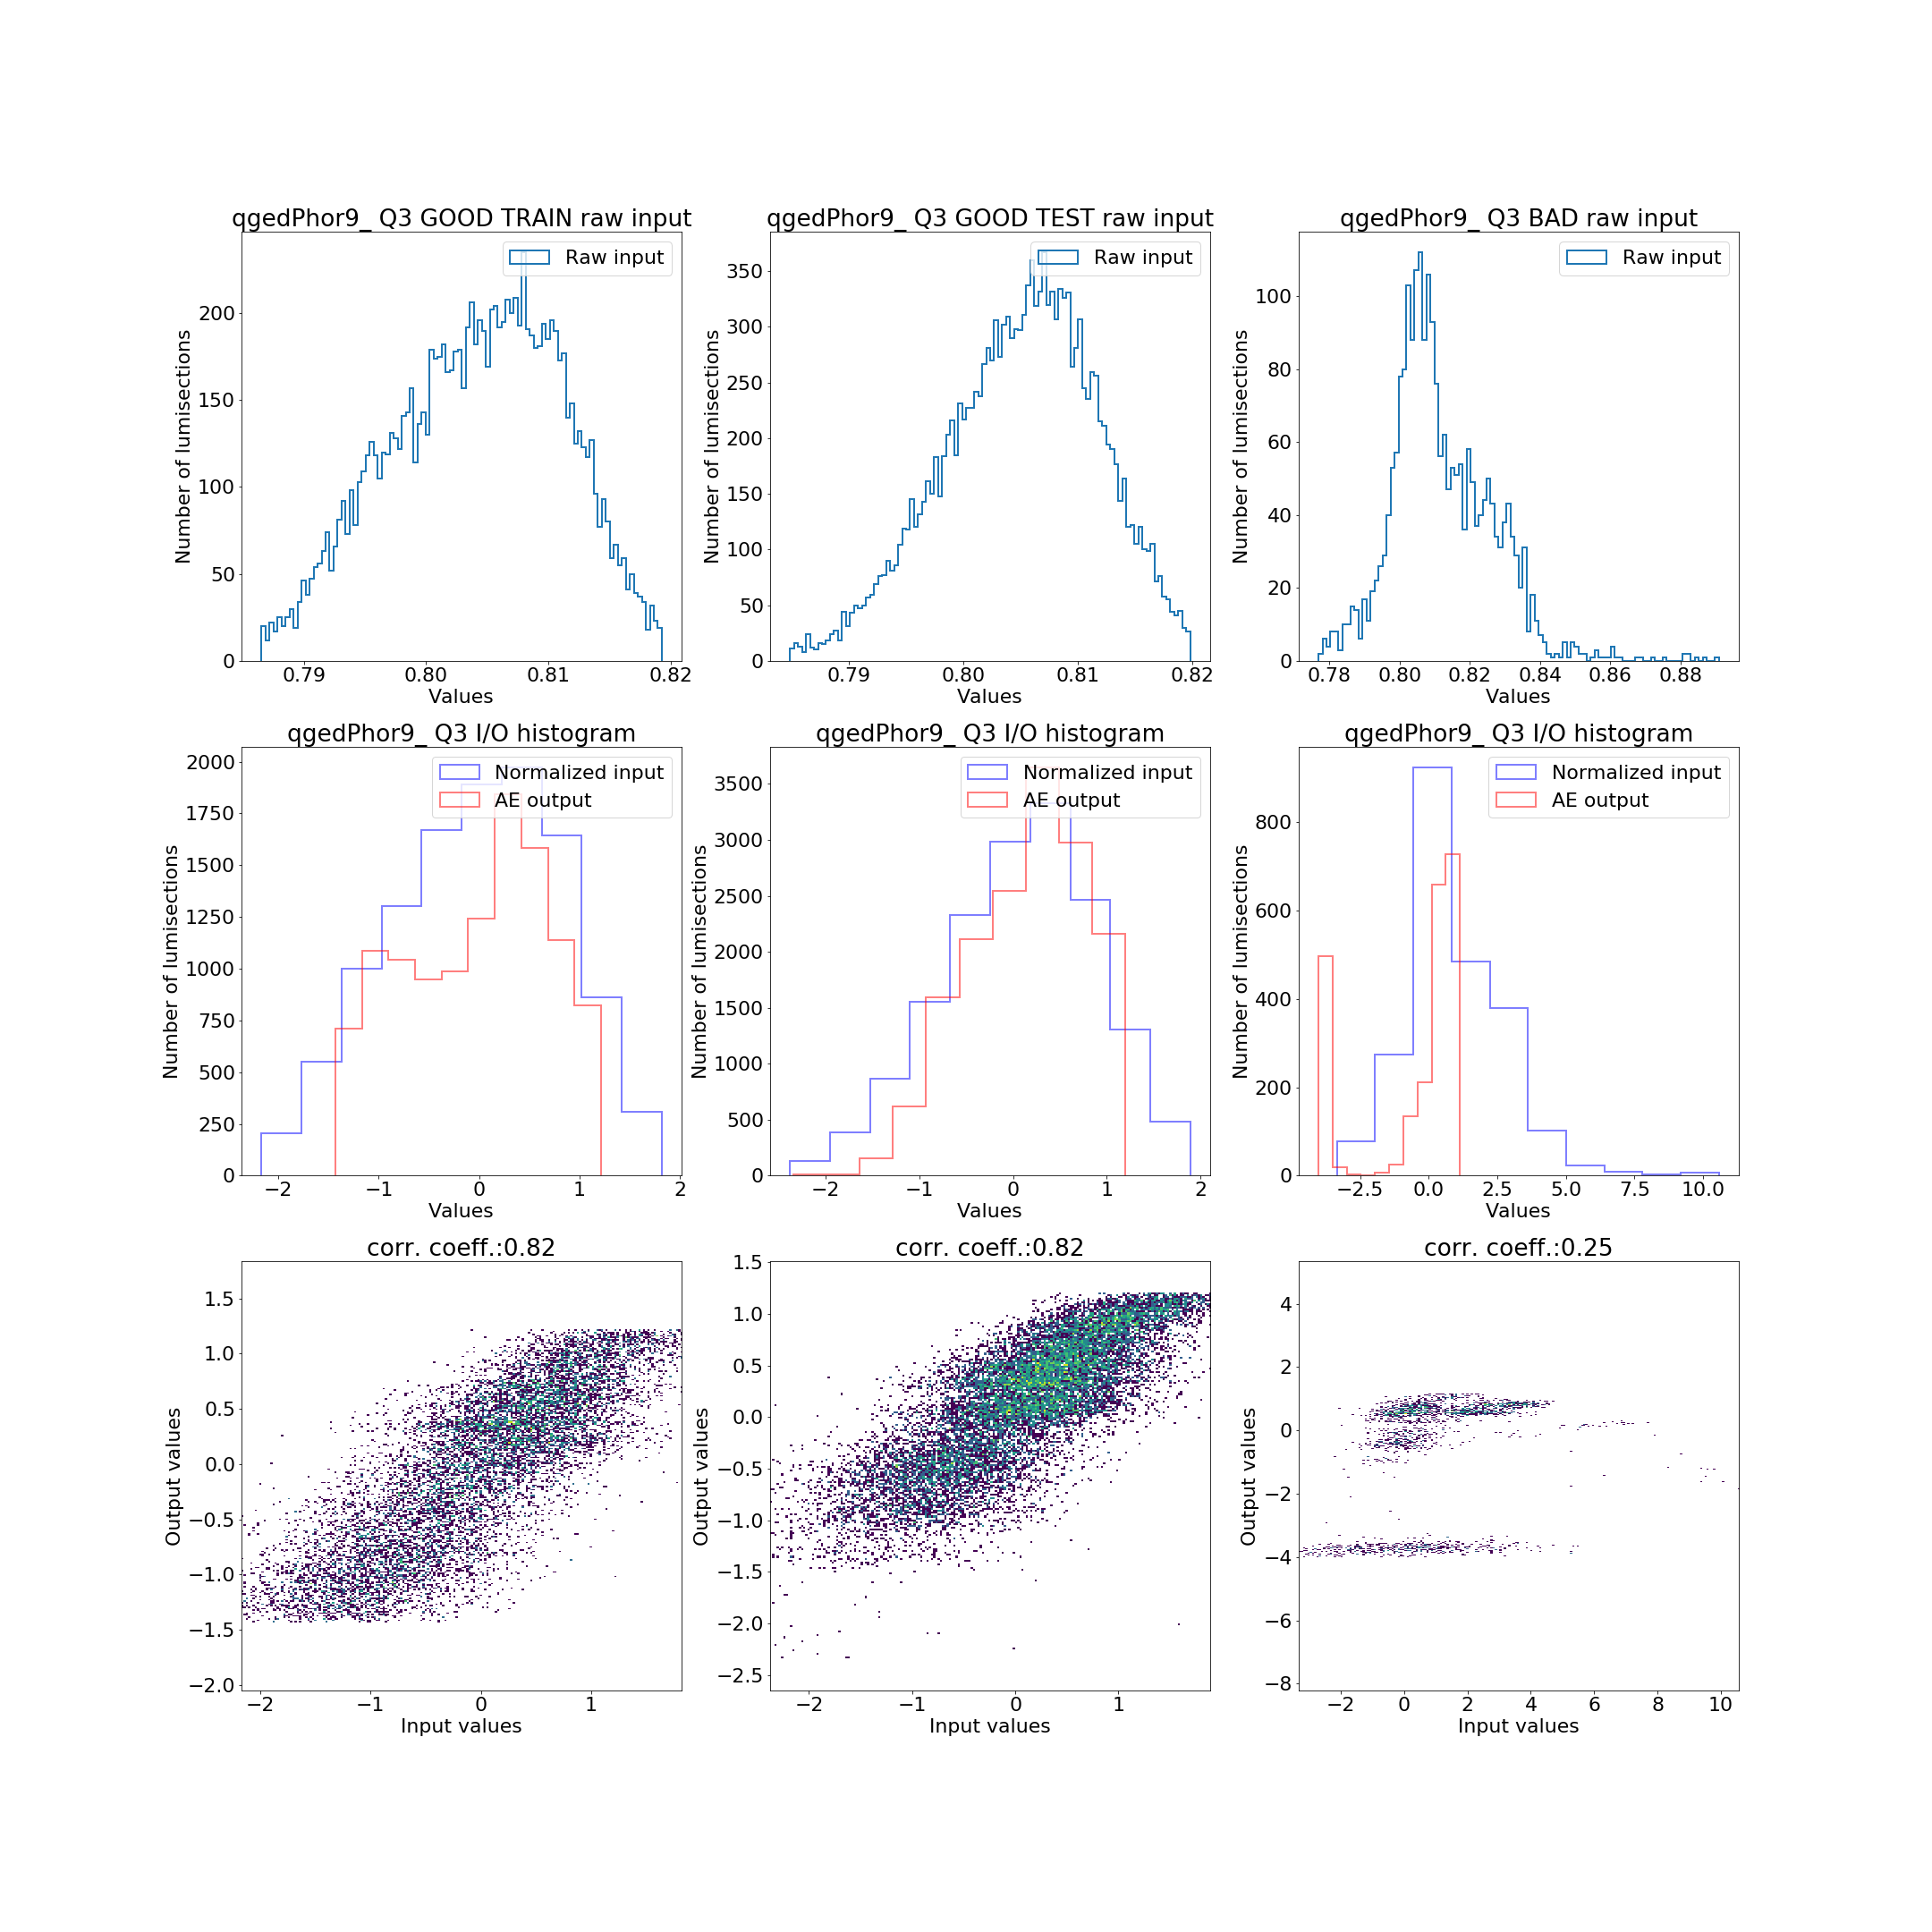 qgedPhor9_ Q3 GOOD TRAIN raw input
Raw input
Number of lumisections
200
150
100
50
0
0.79 0.80 0.81 0.82
Values
qgedPhor9_ Q3 GOOD TEST raw input
Raw input
Number of lumisections
350
300
250
200
150
100
50
0
0.79 0.80 0.81 0.82
Values
qgedPhor9_ Q3 BAD raw input
Raw input
Number of lumisections
100
80
60
40
20
0
0.78 0.80 0.82 0.84 0.86 0.88
Values
qgedPhor9_ Q3 I/O histogram
Normalized input
AE output
Number of lumisections
2000
1750
1500
1250
1000
750
500
250
0
−2 −1 0 1 2
Values
qgedPhor9_ Q3 I/O histogram
Normalized input
AE output
Number of lumisections
3500
3000
2500
2000
1500
1000
500
0
−2 −1 0 1 2
Values
qgedPhor9_ Q3 I/O histogram
Normalized input
AE output
Number of lumisections
800
600
400
200
0
−2.5 0.0 2.5 5.0 7.5 10.0
Values
corr. coeff.:0.82
Output values
1.5
1.0
0.5
0.0
−0.5
−1.0
−1.5
−2.0
−2 −1 0 1
Input values
corr. coeff.:0.82
Output values
1.5
1.0
0.5
0.0
−0.5
−1.0
−1.5
−2.0
−2.5
−2 −1 0 1
Input values
corr. coeff.:0.25
Output values
4
2
0
−2
−4
−6
−8
−2 0 2 4 6 8 10
Input values